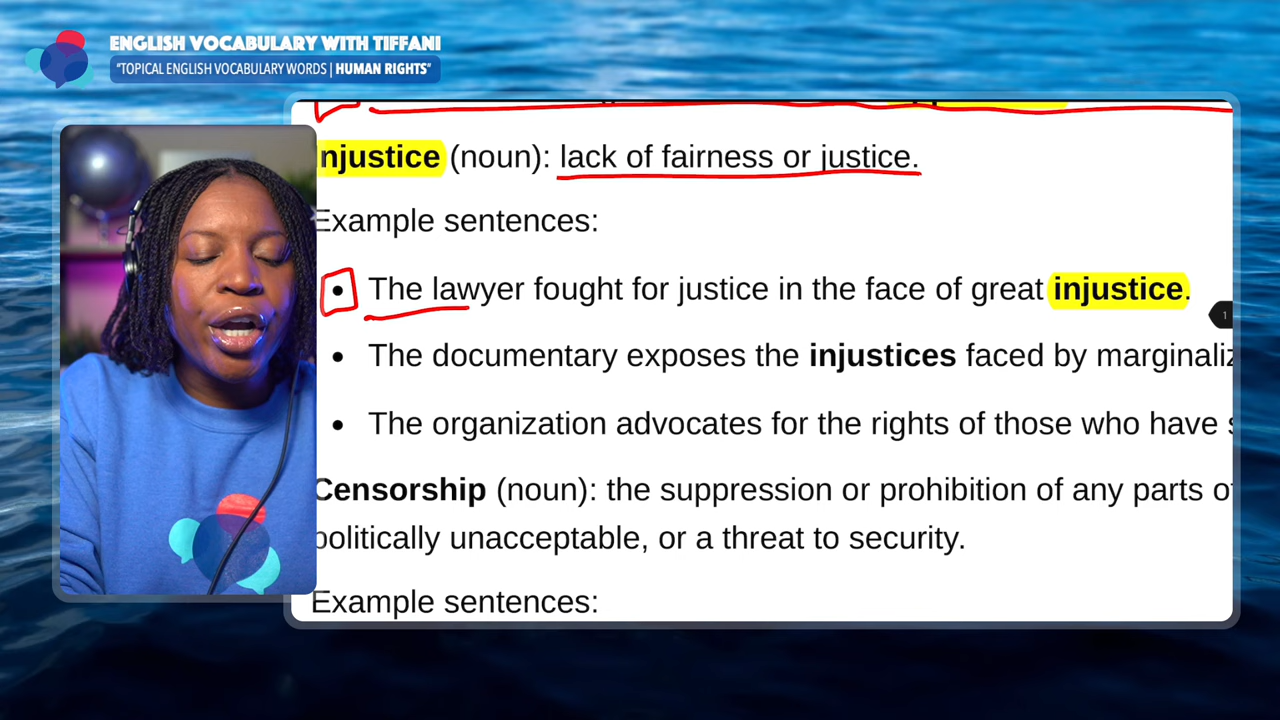 ENGLISH VOCABULARY WITH TIFFANI
"TOPICAL ENGLISH VOCABULARY WORDS | HUMAN RIGHTS"
njustice (noun): lack of fairness or justice.
Example sentences:
• The lawyer fought for justice in the face of great injustice.
1
• The documentary exposes the injustices faced by
• The organization advocates for the rights of those who have
Censorship (noun): the suppression or prohibition of any parts of
politically unacceptable, or a threat to security.
Example sentences: